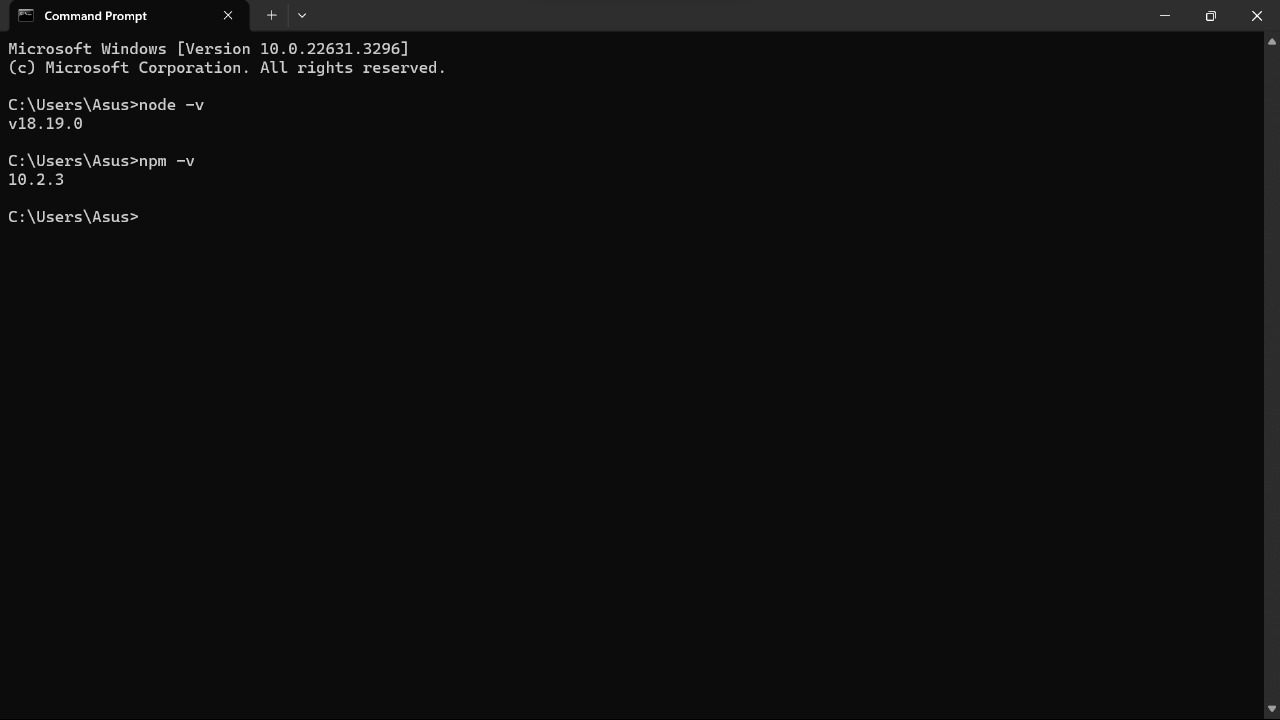 Command Prompt
Microsoft Windows [Version 10.0.22631.3296]
(c) Microsoft Corporation. All rights reserved.
C:\Users\Asus>node -v
v18.19.0
C:\Users\Asus>npm -v
10.2.3
C:\Users\Asus>